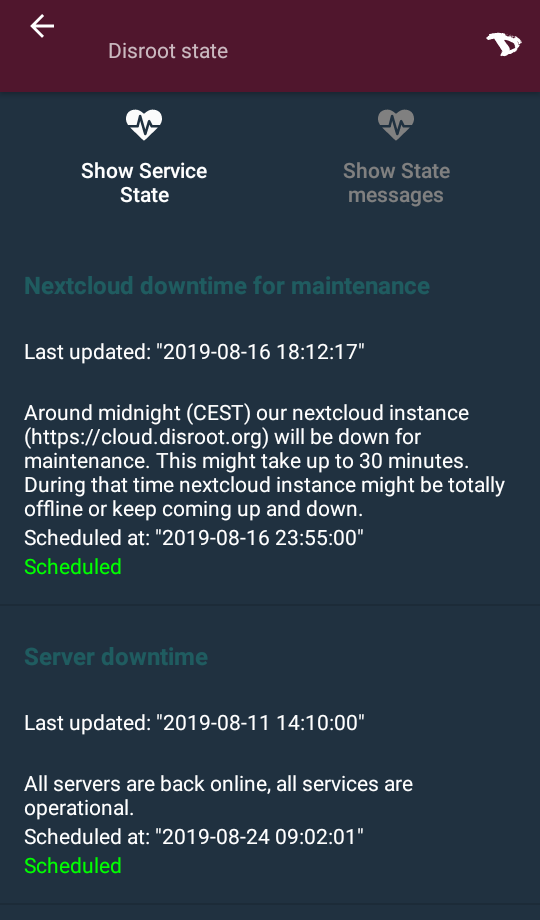 Disroot state
Show Service
State
Show State
messages
Nextcloud downtime for maintenance
Last updated: "2019-08-16 18:12:17"
Around midnight (CEST) our nextcloud instance
(https://cloud.disroot.org) will be down for
maintenance. This might take up to 30 minutes.
During that time nextcloud instance might be totally
offline or keep coming up and down.
Scheduled at: "2019-08-16 23:55:00"
Scheduled
Server downtime
Last updated: "2019-08-11 14:10:00"
All servers are back online, all services are
operational.
Scheduled at: "2019-08-24 09:02:01"
Scheduled